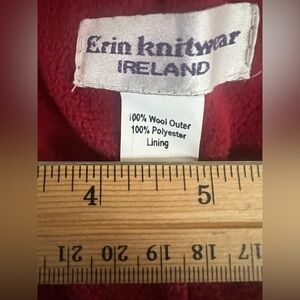 Erin knitwear
IRELAND
100% Wool Outer
100% Polyester
Lining
4 5
21 20 19 18 17